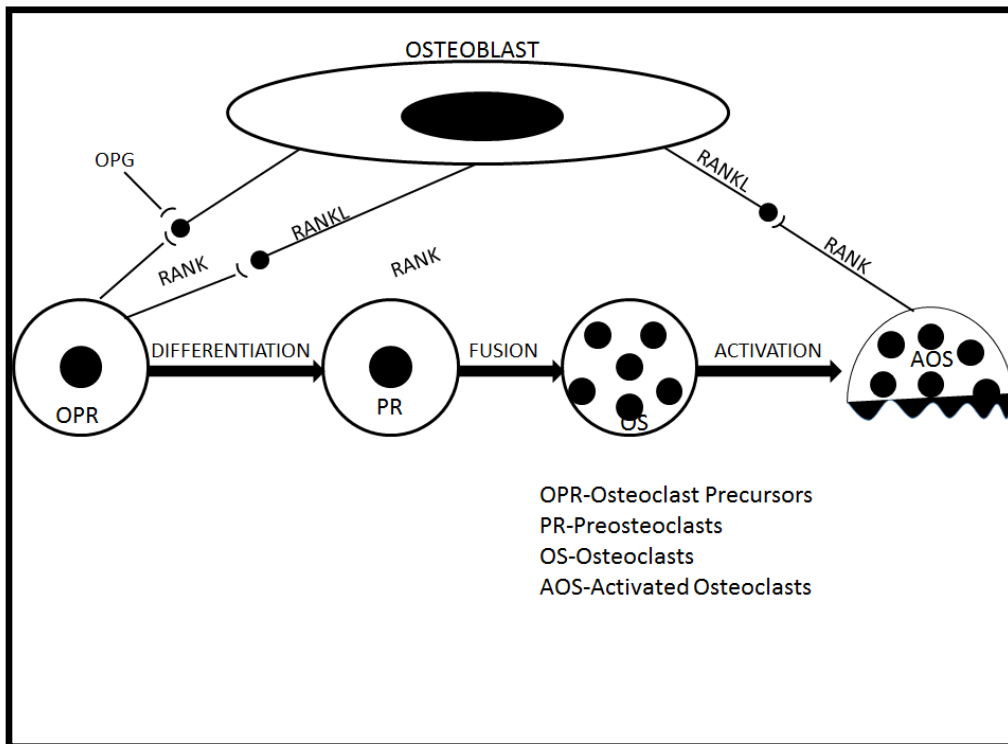 OSTEOBLAST
OPG
RANKL
RANKL
RANK
RANK
RANK
DIFFERENTIATION
FUSION
ACTIVATION
OPR
PR
OS
AOS
OPR-Osteoclast Precursors
PR-Preosteoclasts
OS-Osteoclasts
AOS-Activated Osteoclasts